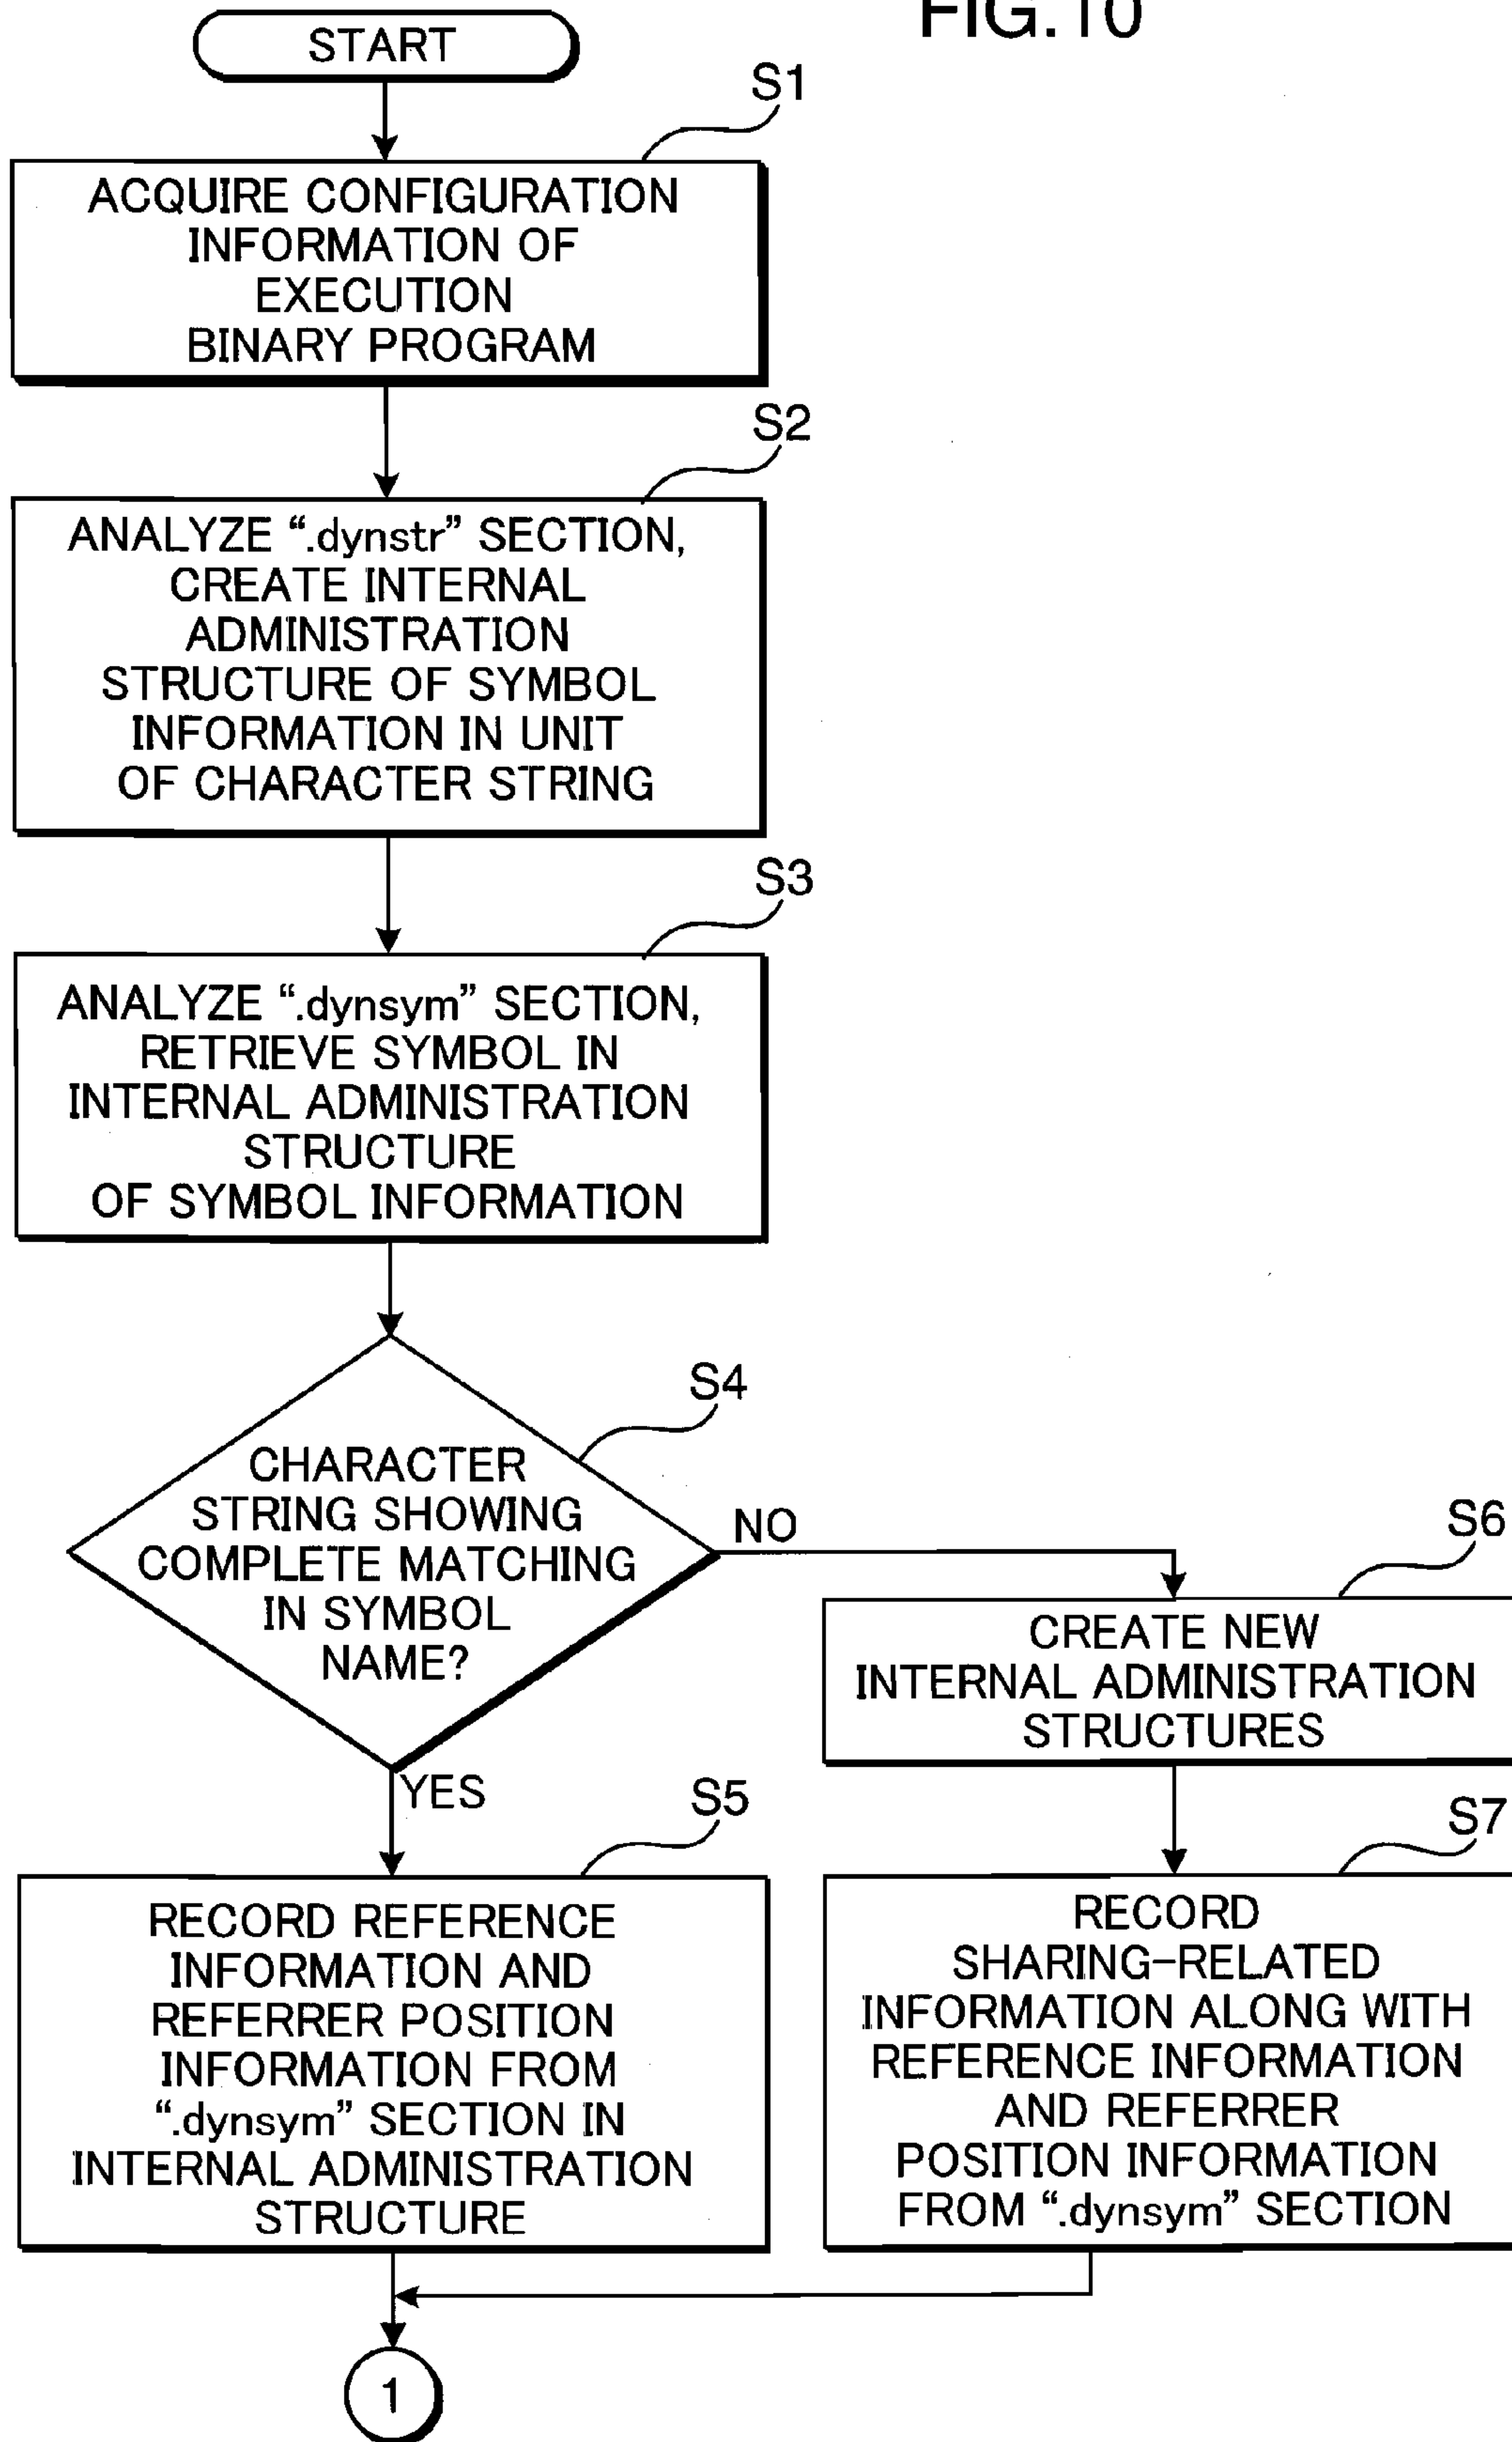 FIG.10
START
S1
ACQUIRE CONFIGURATION
INFORMATION OF
EXECUTION
BINARY PROGRAM
S2
ANALYZE “.dynstr” SECTION,
CREATE INTERNAL
ADMINISTRATION
STRUCTURE OF SYMBOL
INFORMATION IN UNIT
OF CHARACTER STRING
S3
ANALYZE “.dynsym” SECTION,
RETRIEVE SYMBOL IN
INTERNAL ADMINISTRATION
STRUCTURE
OF SYMBOL INFORMATION
S4
CHARACTER
STRING SHOWING
COMPLETE MATCHING
IN SYMBOL
NAME?
NO
YES
S6
CREATE NEW
INTERNAL ADMINISTRATION
STRUCTURES
S5
RECORD REFERENCE
INFORMATION AND
REFERRER POSITION
INFORMATION FROM
“.dynsym” SECTION IN
INTERNAL ADMINISTRATION
STRUCTURE
S7
RECORD
SHARING-RELATED
INFORMATION ALONG WITH
REFERENCE INFORMATION
AND REFERRER
POSITION INFORMATION
FROM “.dynsym” SECTION
1